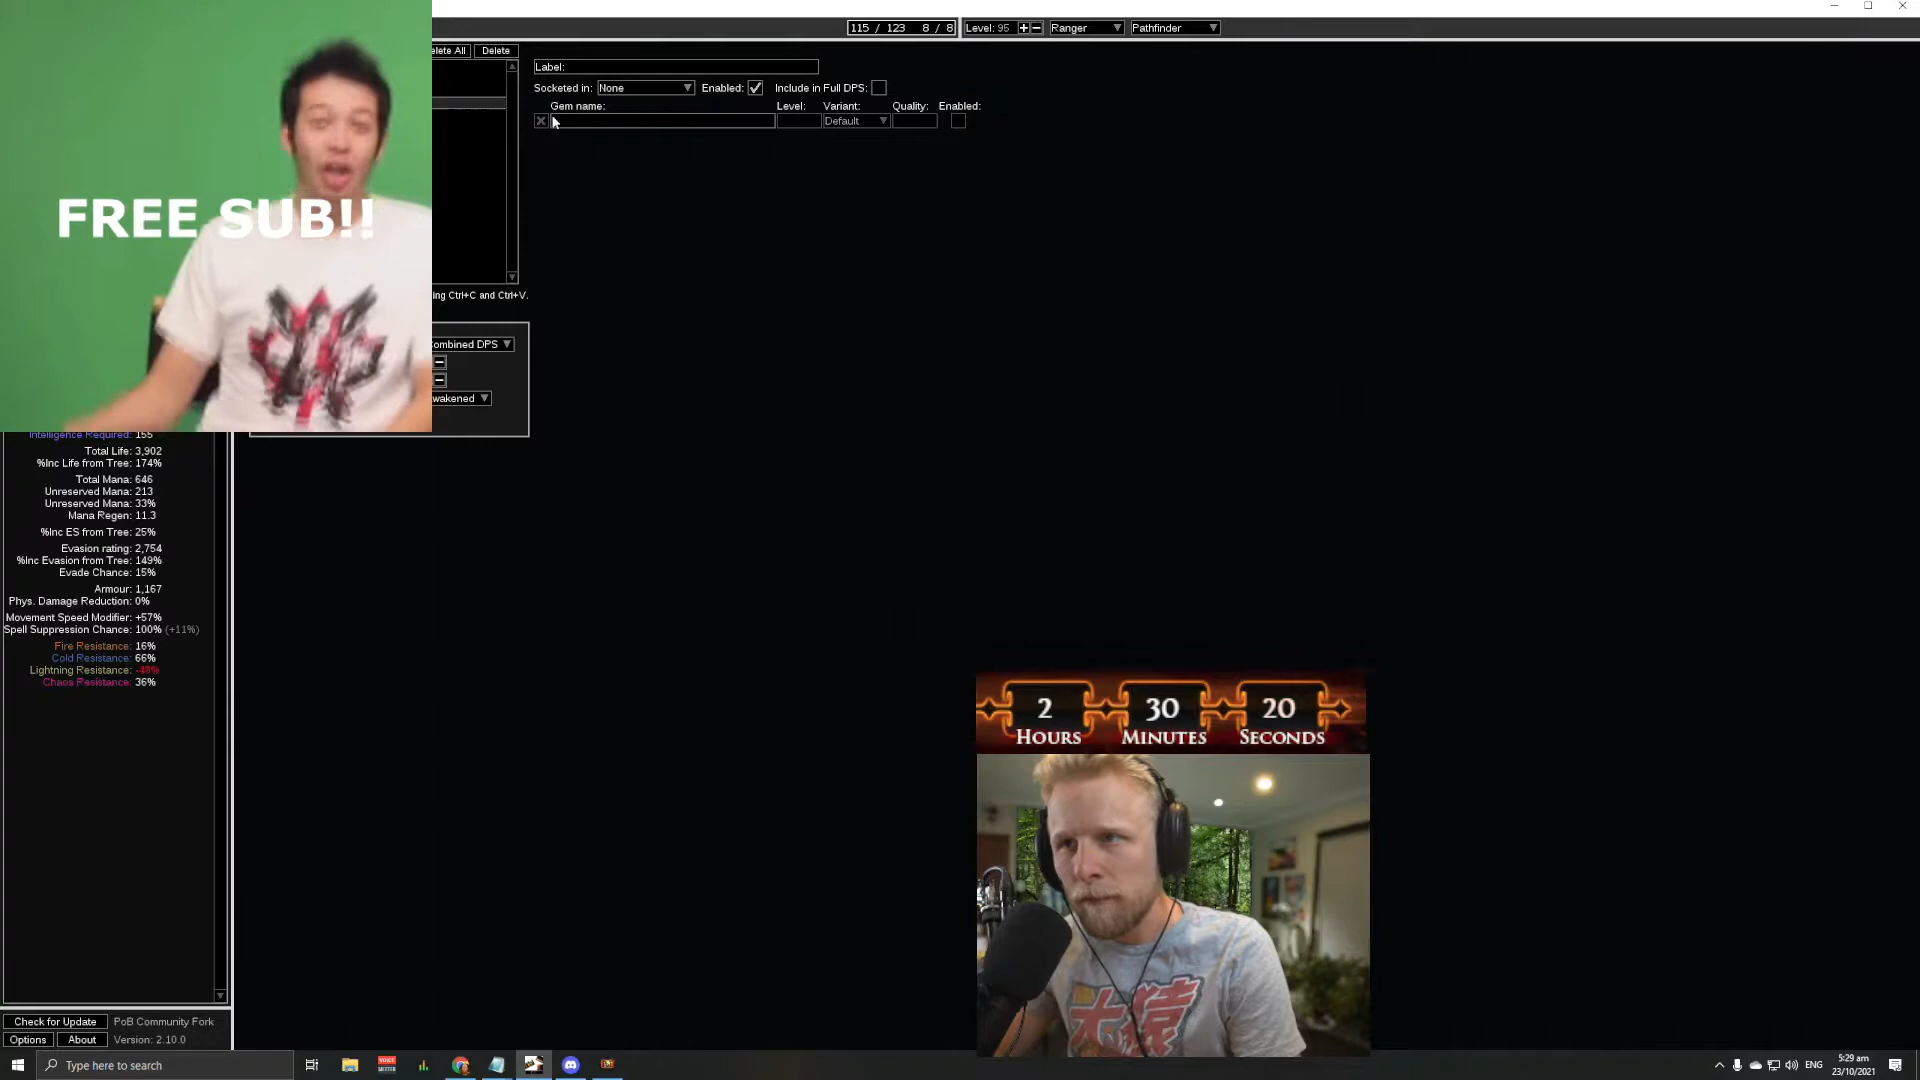 115 / 123 8 / 8
Level: 95
Ranger
Pathfinder
elete All
Delete
Label:
Socketed in: None
Enabled:
Include in Full DPS:
Gem name:
Level:
Variant:
Quality:
Enabled:
Default
FREE SUB!!
ing Ctrl+C and Ctrl+V.
ombined DPS
wakened
Intelligence Required: 155
Total Life: 3,902
%Inc Life from Tree: 174%
Total Mana: 646
Unreserved Mana: 213
Unreserved Mana: 33%
Mana Regen: 11.3
%Inc ES from Tree: 25%
Evasion rating: 2,754
%Inc Evasion from Tree: 149%
Evade Chance: 15%
Armour: 1,167
Phys. Damage Reduction: 0%
Movement Speed Modifier: +57%
Spell Suppression Chance: 100% (+11%)
Fire Resistance: 16%
Cold Resistance: 66%
Lightning Resistance:
Chaos Resistance: 36%
2 HOURS
30 MINUTES
20 SECONDS
大猿
Check for Update
PoB Community Fork
Options
About
Version: 2.10.0
Type here to search
VOICE
ENG
5:29 am
23/10/2021